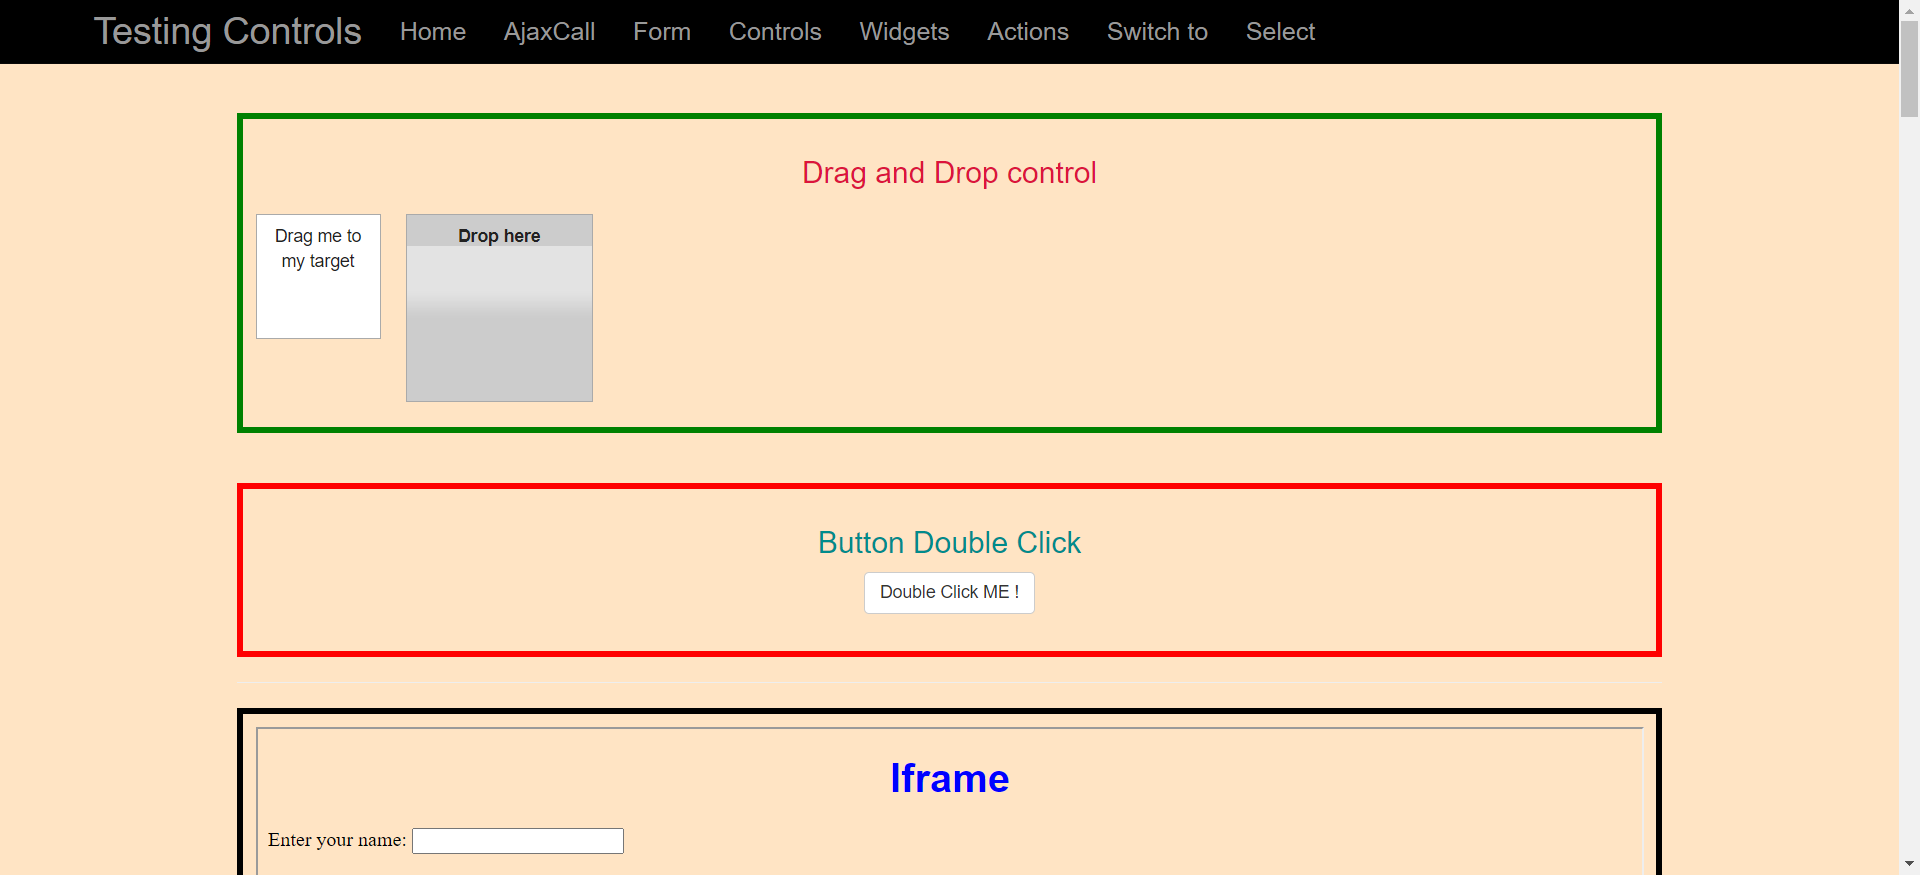 Testing Controls Home AjaxCall Form Controls Widgets Actions Switch to Select
Drag and Drop control
Drag me to
my target
Drop here
Button Double Click
Double Click ME !
Iframe
Enter your name: